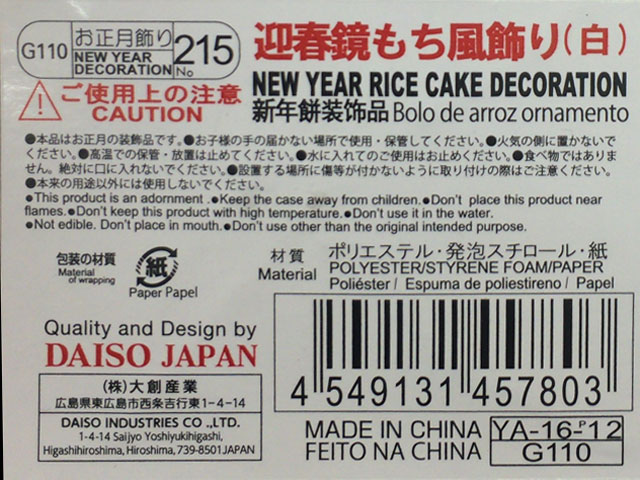 G110 お正月飾り NEW YEAR DECORATION No 215
迎春鏡もち風飾り(白)
NEW YEAR RICE CAKE DECORATION
新年餅装饰品 Bolo de arroz ornamento
ご使用上の注意
CAUTION
●本品はお正月の装飾品です。●お子様の手の届かない場所で使用・保管してください。●火気の側に置かないで
ください。●高温での保管・放置は止めてください。●水に入れてのご使用はお止めください。●食べ物ではありま
せん。絶対に口に入れないでください。●設置する場所に傷等が付かないように取り付けの際はご注意ください。
●本来の用途以外には使用しないでください。
●This product is an adornment .●Keep the case away from children.●Don't place this product near
flames.●Don't keep this product with high temperature.●Don't use it in the water.
●Not edible. Don't place in mouth.●Don't use other than the original intended purpose.
包装の材質
Material of wrapping
紙
Paper Papel
材質 ポリエステル・発泡スチロール・紙
Material POLYESTER/STYRENE FOAM/PAPER
Poliéster / Espuma de poliestireno / Papel
Quality and Design by
DAISO JAPAN
(株)大創産業
広島県東広島市西条吉行東1-4-14
DAISO INDUSTRIES CO .,LTD.
1-4-14 Saijyo Yoshiyukihigashi,
Higashihiroshima, Hiroshima, 739-8501JAPAN
4 549131 457803
MADE IN CHINA
FEITO NA CHINA
YA-16-P-12
G110